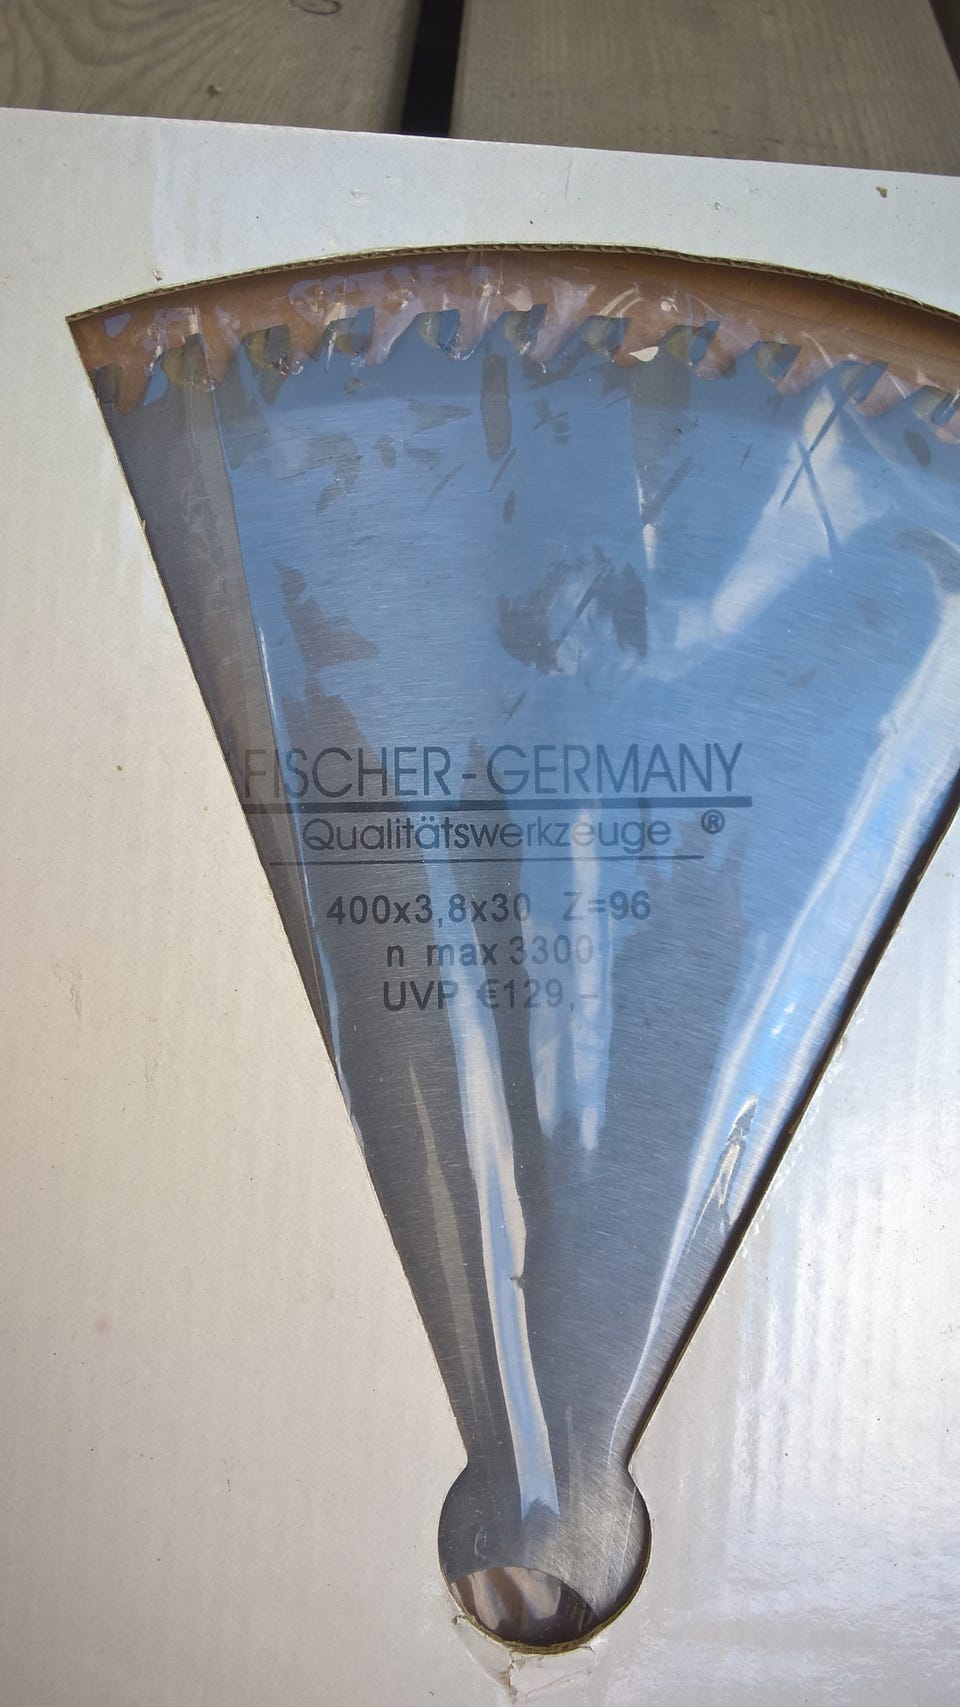 FISCHER-GERMANY
Qualitätswerkzeuge ®
400x3,8x30 Z=96
n max 3300
UVP €129,-